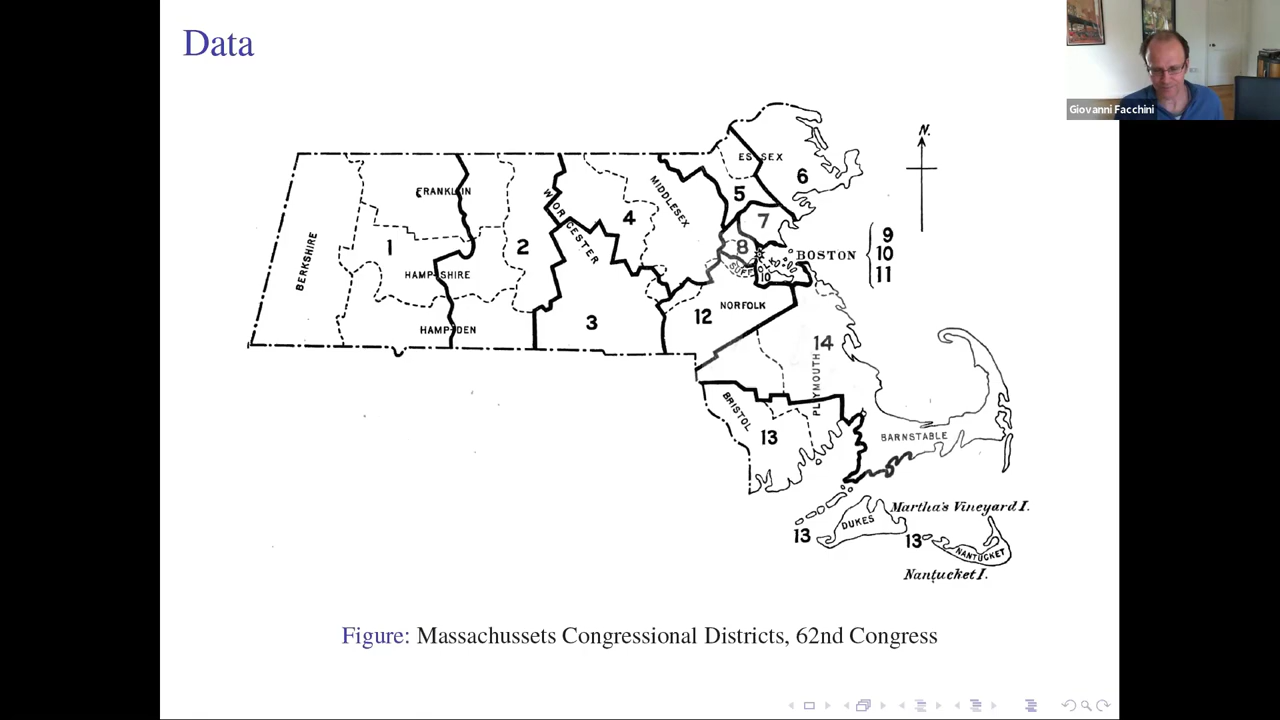 Data
Giovanni Facchini
N.
ESSEX
6
FRANKLIN
MIDDLESEX
5
WORCESTER
4
7
BERKSHIRE
1
2
8
BOSTON
9
10
11
HAMPSHIRE
SUFF
10
3
12
NORFOLK
HAMPDEN
14
PLYMOUTH
BRISTOL
13
BARNSTABLE
Martha's Vineyard I.
DUKES
13
13
NANTUCKET
Nantucket I.
Figure: Massachussets Congressional Districts, 62nd Congress